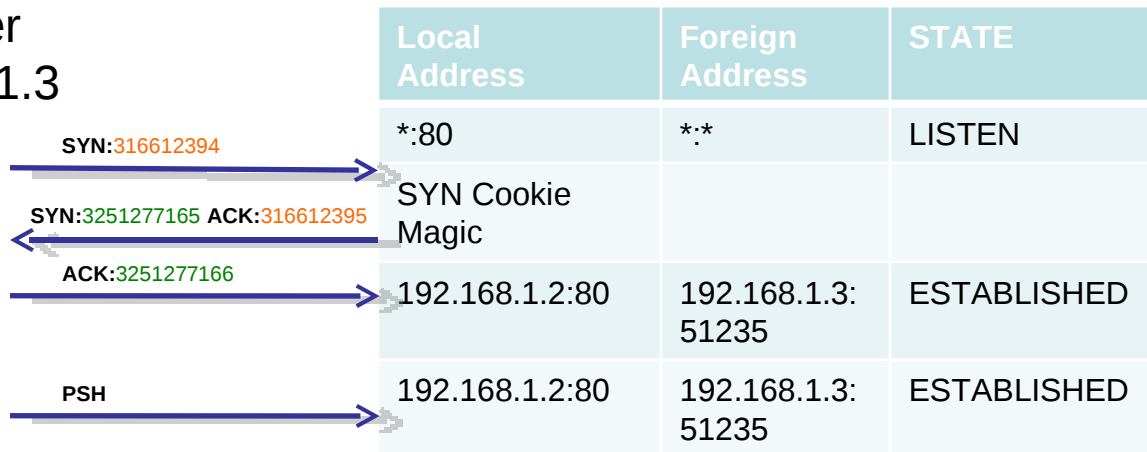 er
1.3
Local Address
Foreign Address
STATE
SYN:316612394
*:80
*:*
LISTEN
SYN:3251277165 ACK:316612395
SYN Cookie
Magic
ACK:3251277166
192.168.1.2:80
192.168.1.3:
51235
ESTABLISHED
PSH
192.168.1.2:80
192.168.1.3:
51235
ESTABLISHED